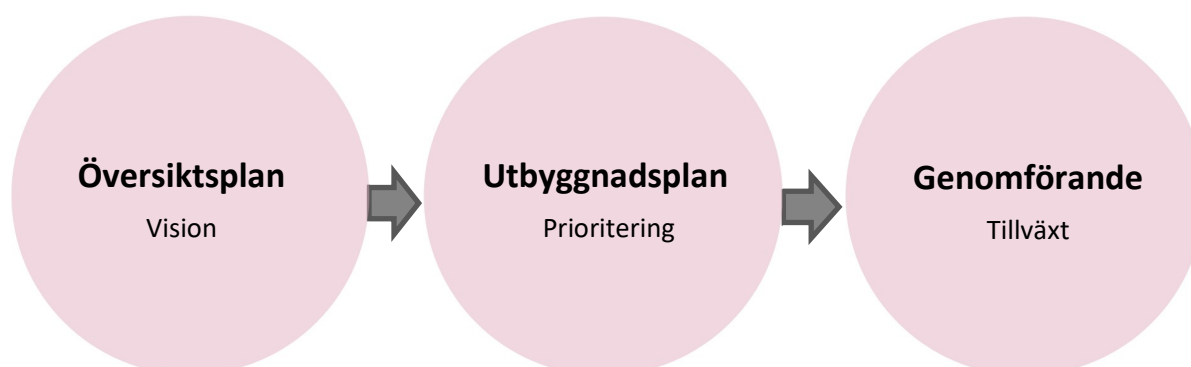 Översiktsplan
Vision
Utbyggnadsplan
Prioritering
Genomförande
Tillväxt